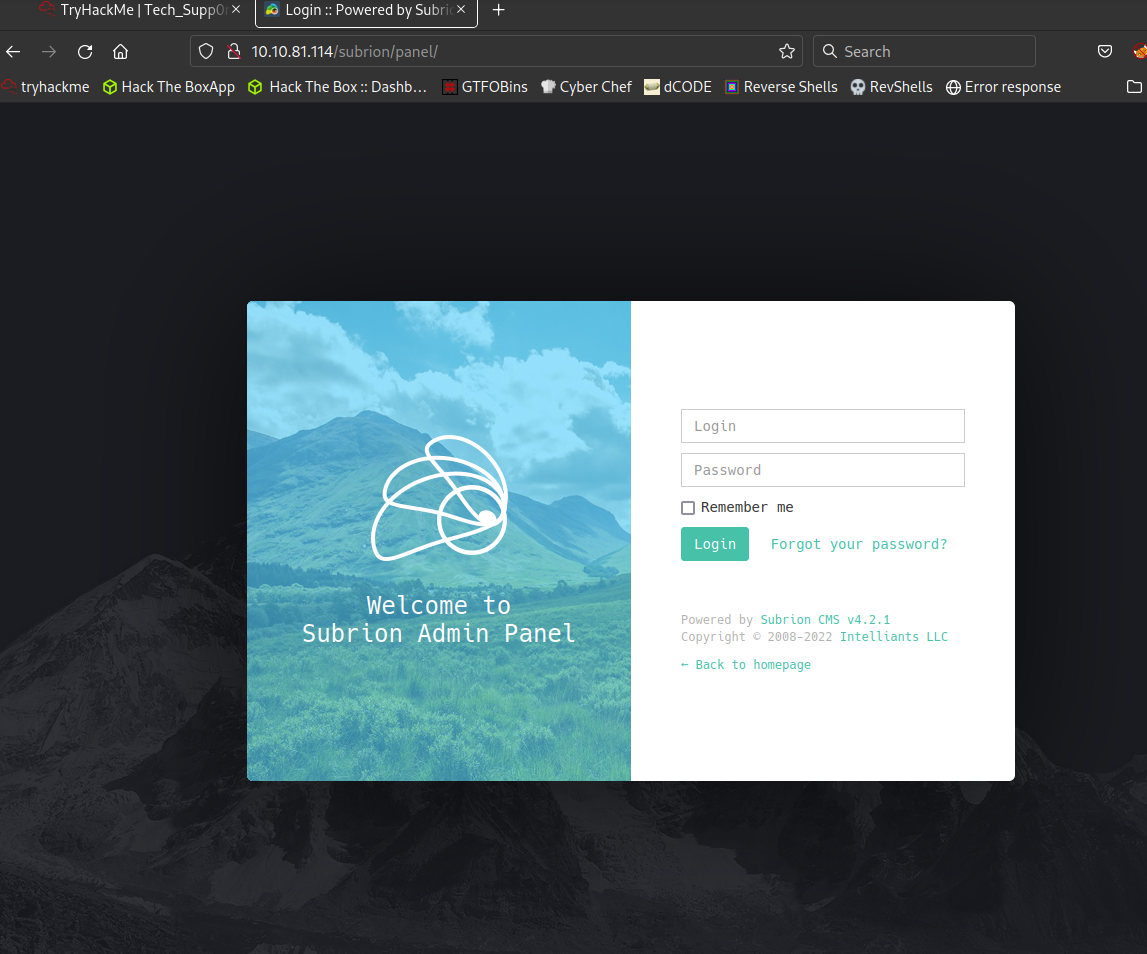 TryHackMe | Tech_Supp0
Login :: Powered by Subri
10.10.81.114/subrion/panel/
Search
tryhackme
Hack The BoxApp
Hack The Box :: Dashb…
GTFOBins
Cyber Chef
dCODE
Reverse Shells
RevShells
Error response
Login
Password
Remember me
Login
Forgot your password?
Welcome to
Subrion Admin Panel
Powered by Subrion CMS v4.2.1
Copyright © 2008-2022 Intelliants LLC
← Back to homepage